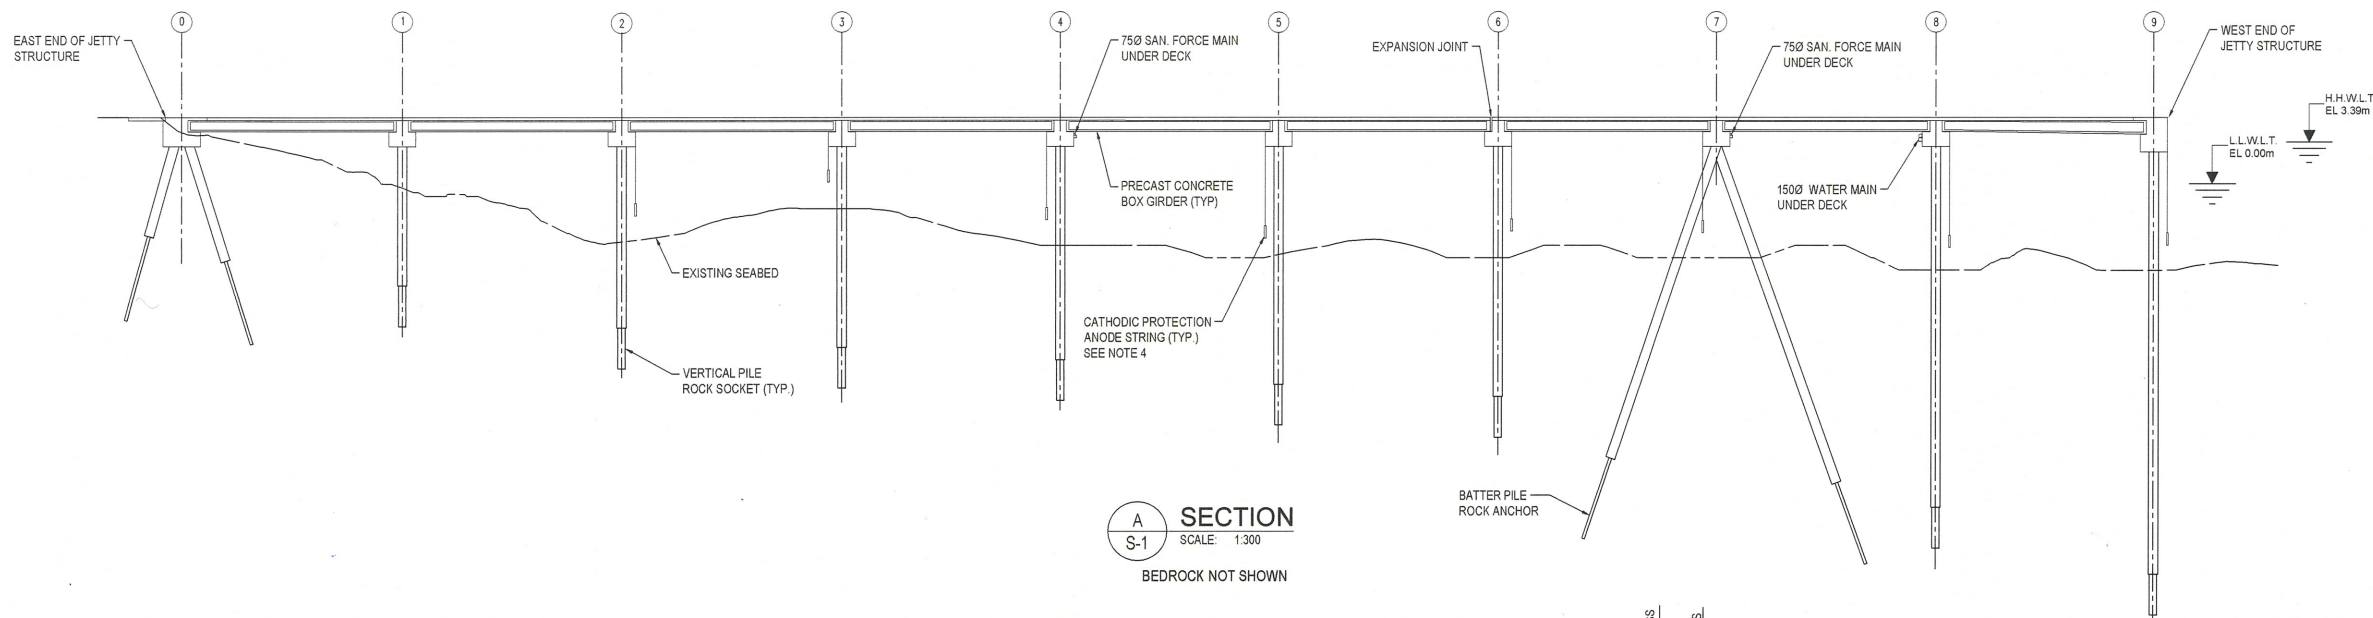 0 1 2 3 4 5 6 7 8 9
EAST END OF JETTY
STRUCTURE
75Ø SAN. FORCE MAIN
UNDER DECK
EXPANSION JOINT
75Ø SAN. FORCE MAIN
UNDER DECK
WEST END OF
JETTY STRUCTURE
H.H.W.L.T
EL 3.39m
L.L.W.L.T.
EL 0.00m
PRECAST CONCRETE
BOX GIRDER (TYP)
150Ø WATER MAIN
UNDER DECK
EXISTING SEABED
CATHODIC PROTECTION
ANODE STRING (TYP.)
SEE NOTE 4
VERTICAL PILE
ROCK SOCKET (TYP.)
BATTER PILE
ROCK ANCHOR
A
S-1
SECTION
SCALE: 1:300
BEDROCK NOT SHOWN